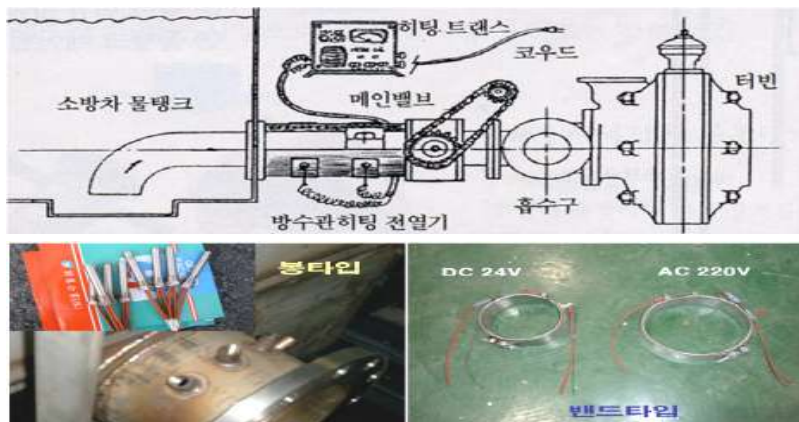 히팅 트랜스
코우드
소방차 물탱크
메인밸브
터빈
방수관히팅 전열기
흡수구
봉타입
DC 24V
AC 220V
밴드타입